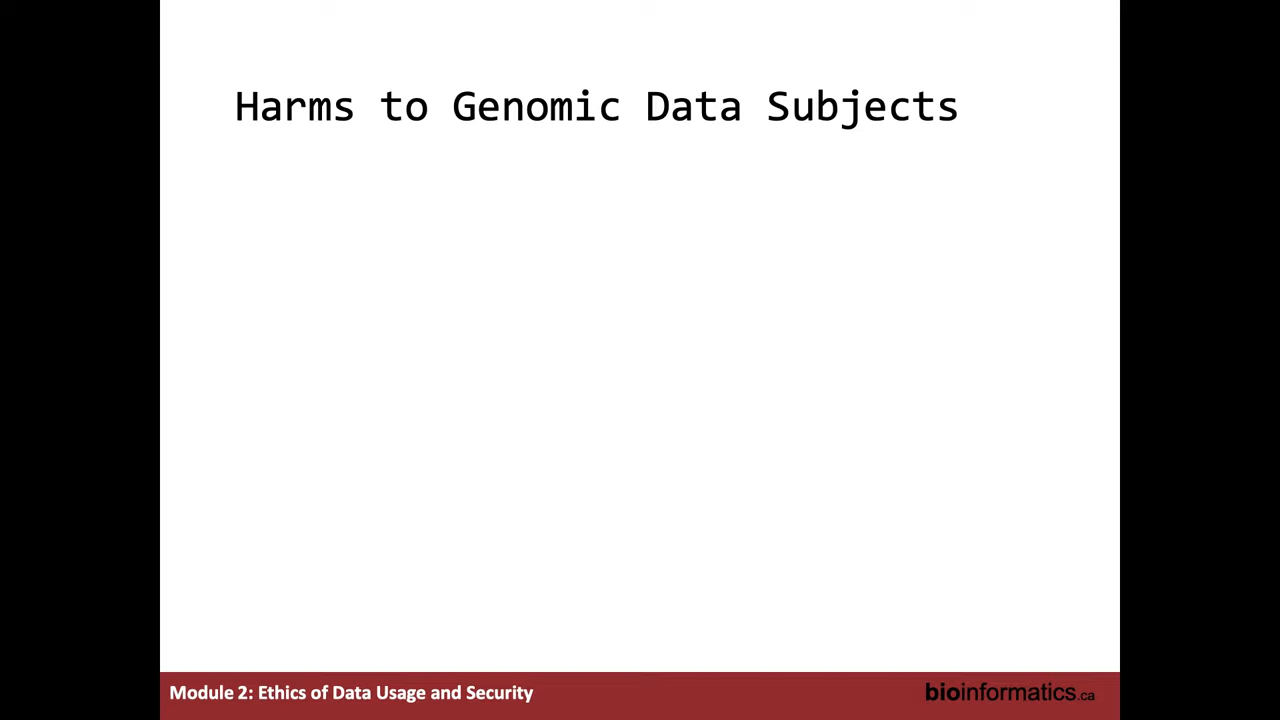 Harms to Genomic Data Subjects
Module 2: Ethics of Data Usage and Security
bioinformatics.ca